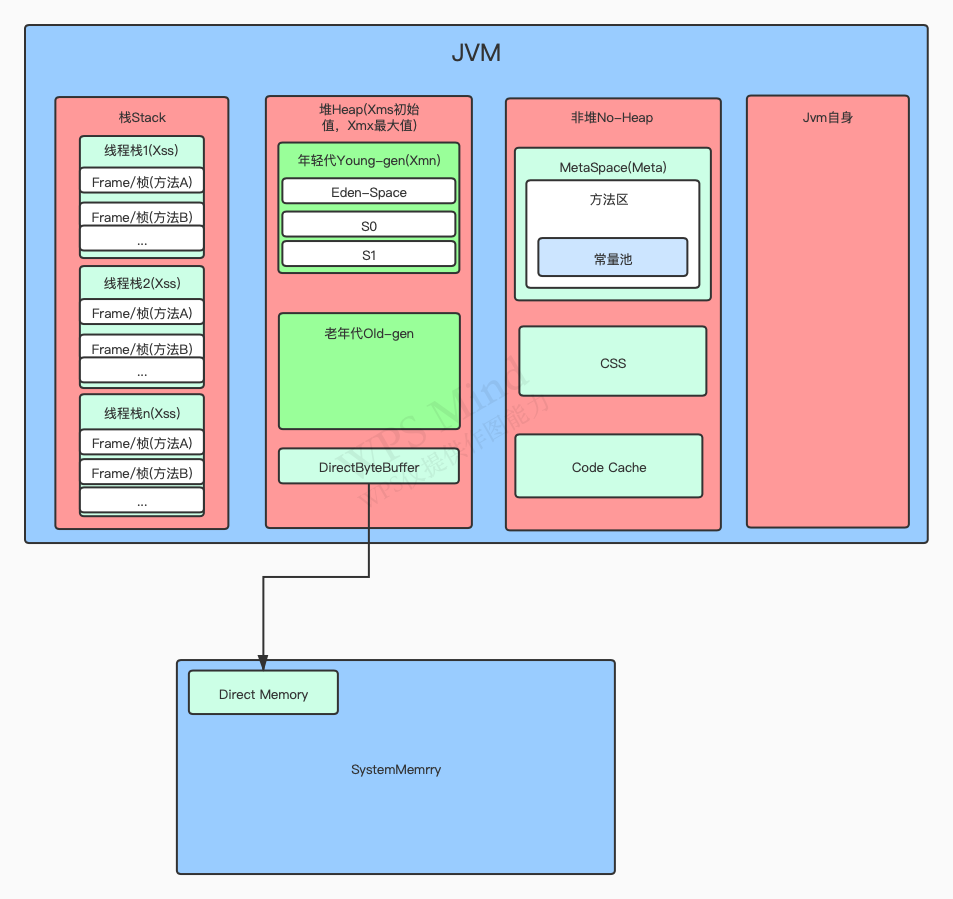 JVM
栈Stack
线程栈1(Xss)
Frame/桢(方法A)
Frame/桢(方法B)
...
线程栈2(Xss)
Frame/桢(方法A)
Frame/桢(方法B)
...
线程栈n(Xss)
Frame/桢(方法A)
Frame/桢(方法B)
...
堆Heap(Xms初始
值，Xmx最大值)
年轻代Young-gen(Xmn)
Eden-Space
S0
S1
老年代Old-gen
DirectByteBuffer
非堆No-Heap
MetaSpace(Meta)
方法区
常量池
CSS
Code Cache
Jvm自身
WPS Mind
WPS仅提供作图能力
Direct Memory
SystemMemrry